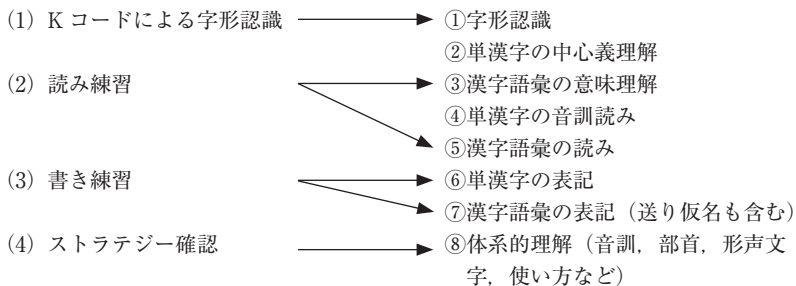 (1) K コードによる字形認識 ①字形認識
②単漢字の中心義理解
(2) 読み練習 ③漢字語彙の意味理解
④単漢字の音訓読み
⑤漢字語彙の読み
(3) 書き練習 ⑥単漢字の表記
⑦漢字語彙の表記（送り仮名も含む）
(4) ストラテジー確認 ⑧体系的理解（音訓，部首，形声文
字，使い方など）